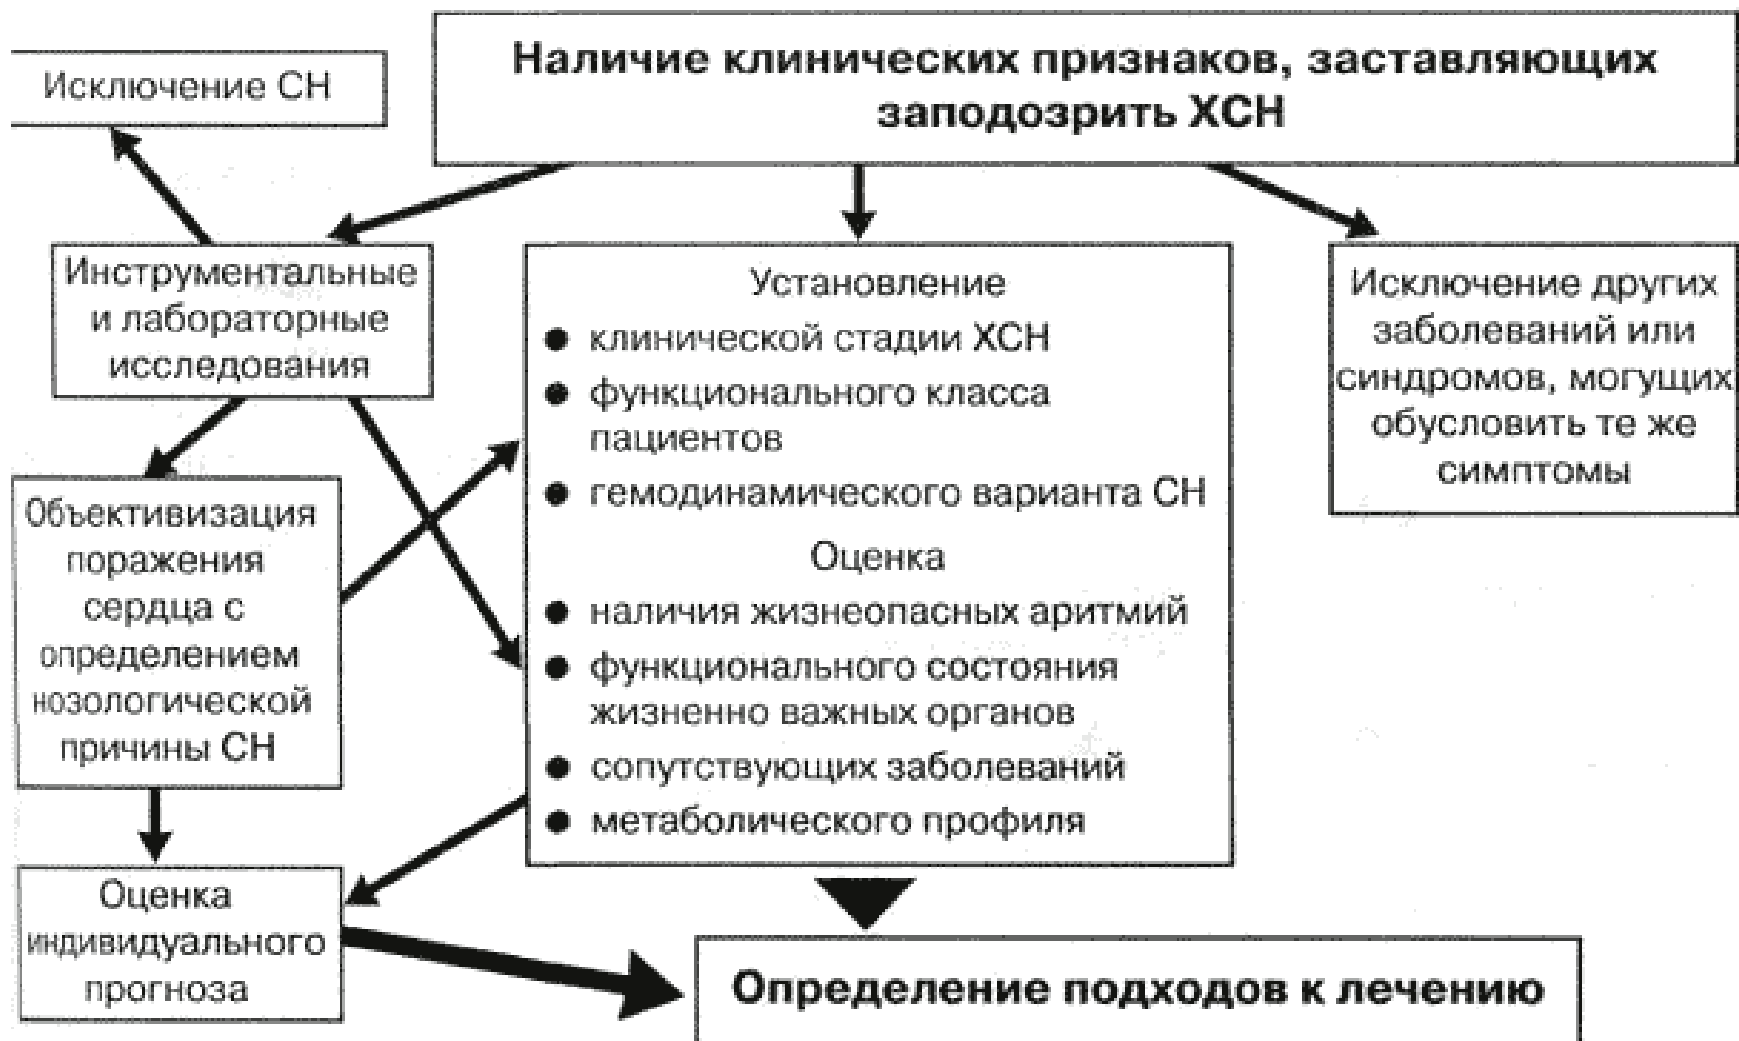 Наличие клинических признаков, заставляющих
заподозрить ХСН
Исключение СН
Инструментальные
и лабораторные
исследования
Установление
● клинической стадии ХСН
● функционального класса
пациентов
● гемодинамического варианта СН
Оценка
● наличия жизнеопасных аритмий
● функционального состояния
жизненно важных органов
● сопутствующих заболеваний
● метаболического профиля
Исключение других
заболеваний или
синдромов, могущих
обусловить те же
симптомы
Объективизация
поражения
сердца с
определением
нозологической
причины СН
Оценка
индивидуального
прогноза
Определение подходов к лечению